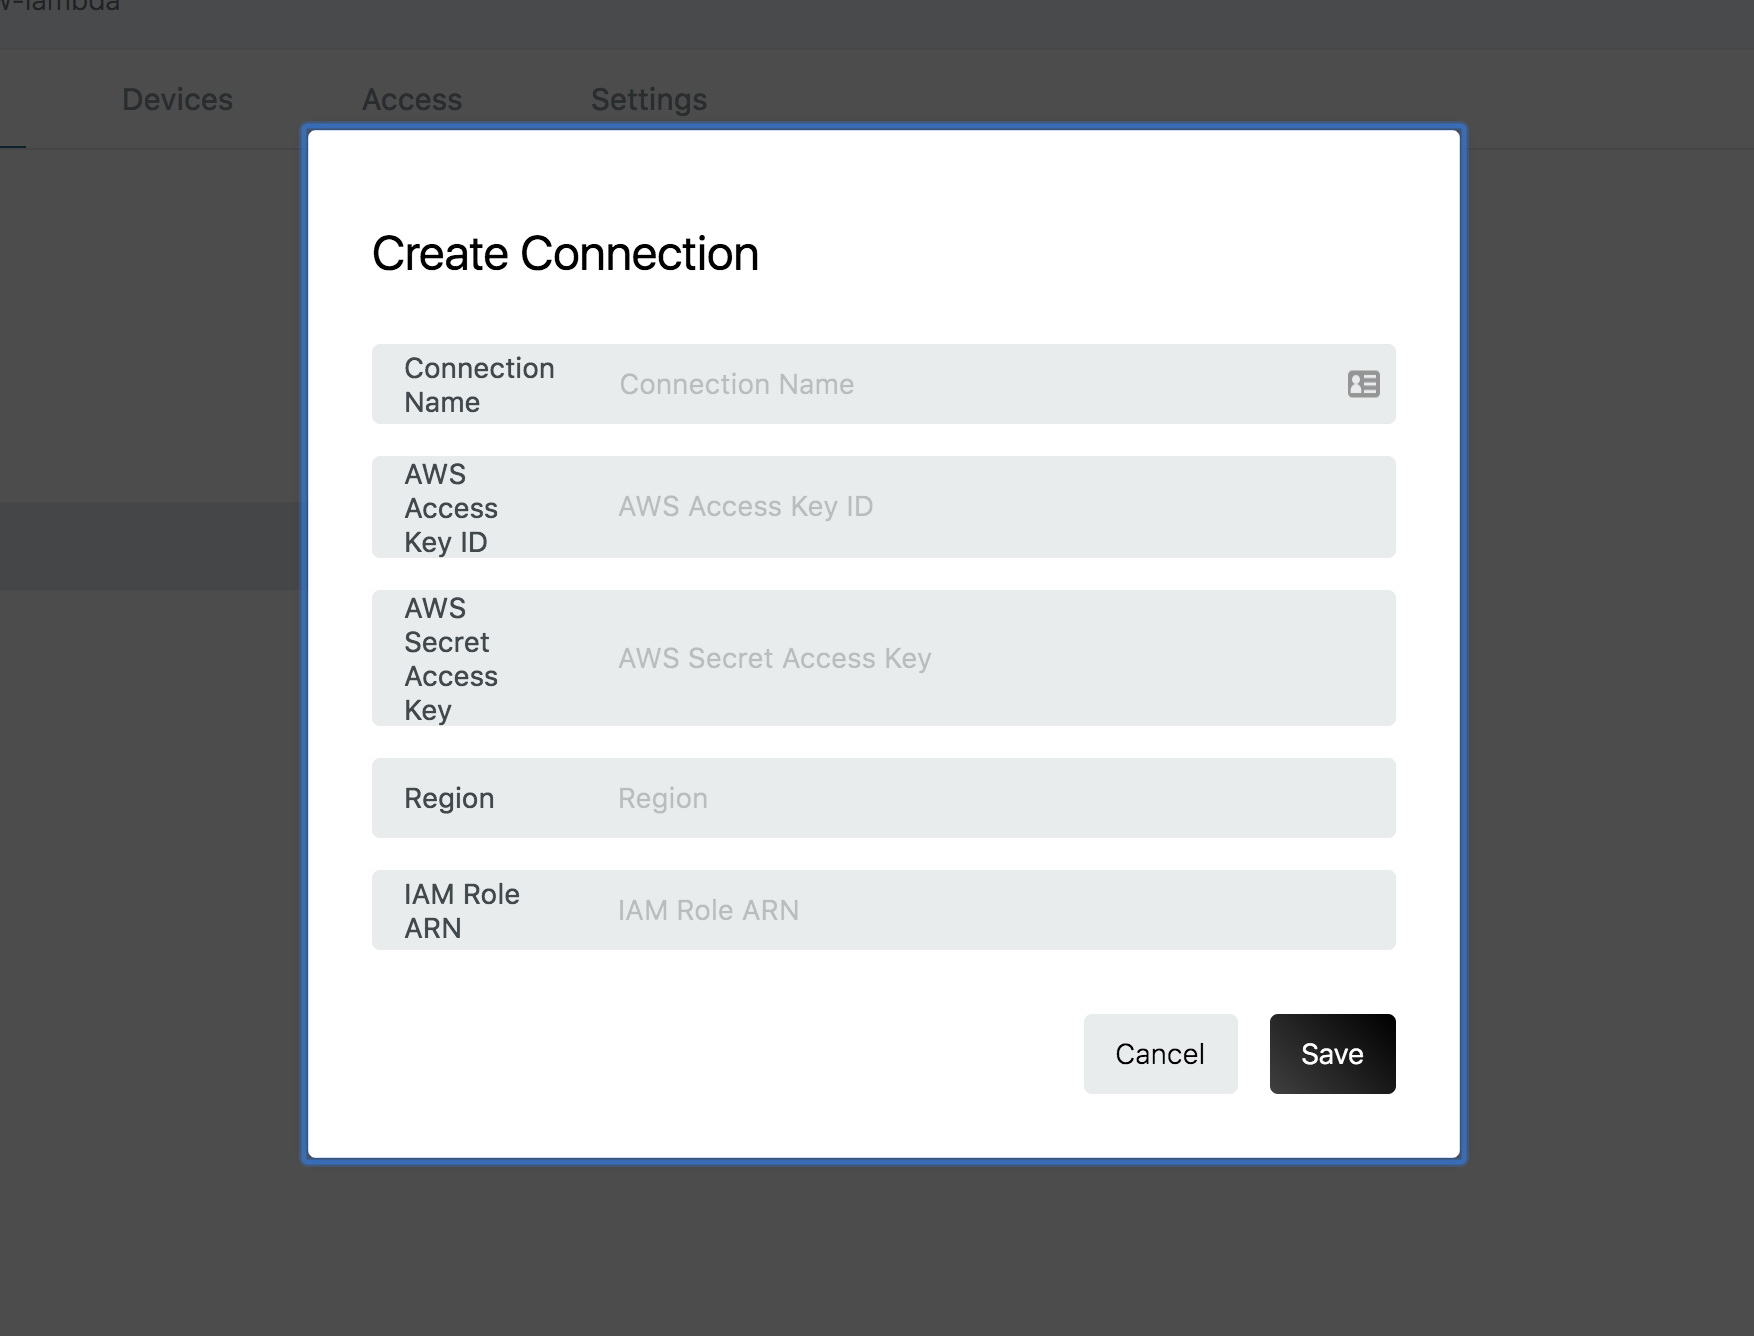 -lambda
Devices Access Settings
Create Connection
Connection
Name
Connection Name
AWS
Access
Key ID
AWS Access Key ID
AWS
Secret
Access
Key
AWS Secret Access Key
Region
Region
IAM Role
ARN
IAM Role ARN
Cancel Save